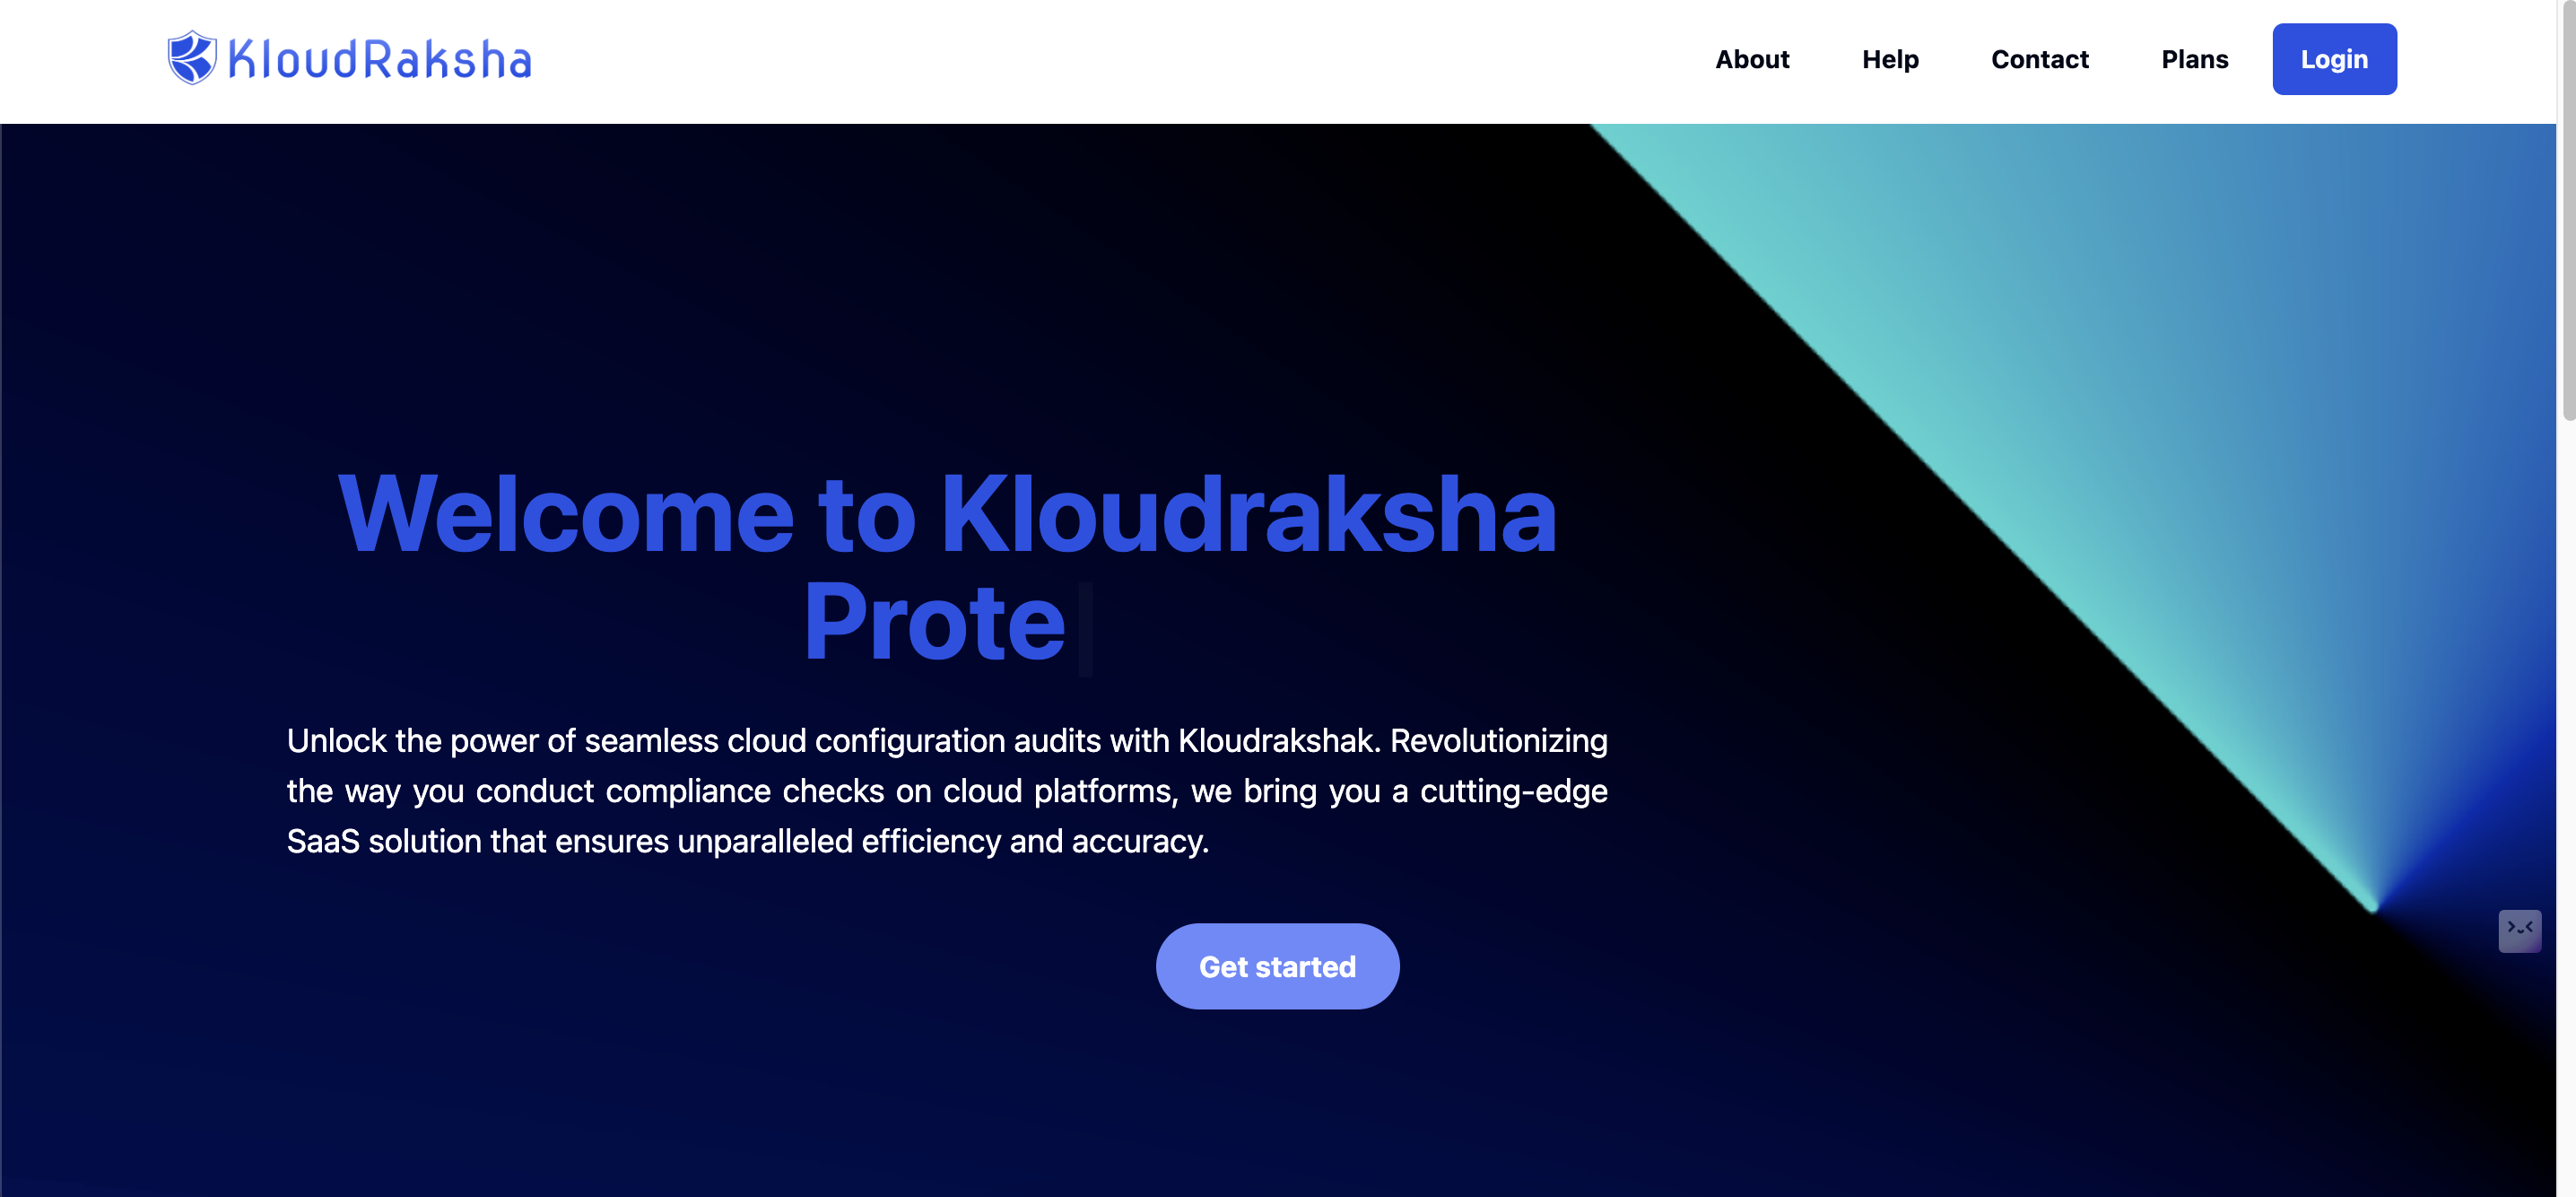 KloudRaksha
About
Help
Contact
Plans
Login
Welcome to Kloudraksha
Prote
Unlock the power of seamless cloud configuration audits with Kloudrakshak. Revolutionizing
the way you conduct compliance checks on cloud platforms, we bring you a cutting-edge
SaaS solution that ensures unparalleled efficiency and accuracy.
Get started